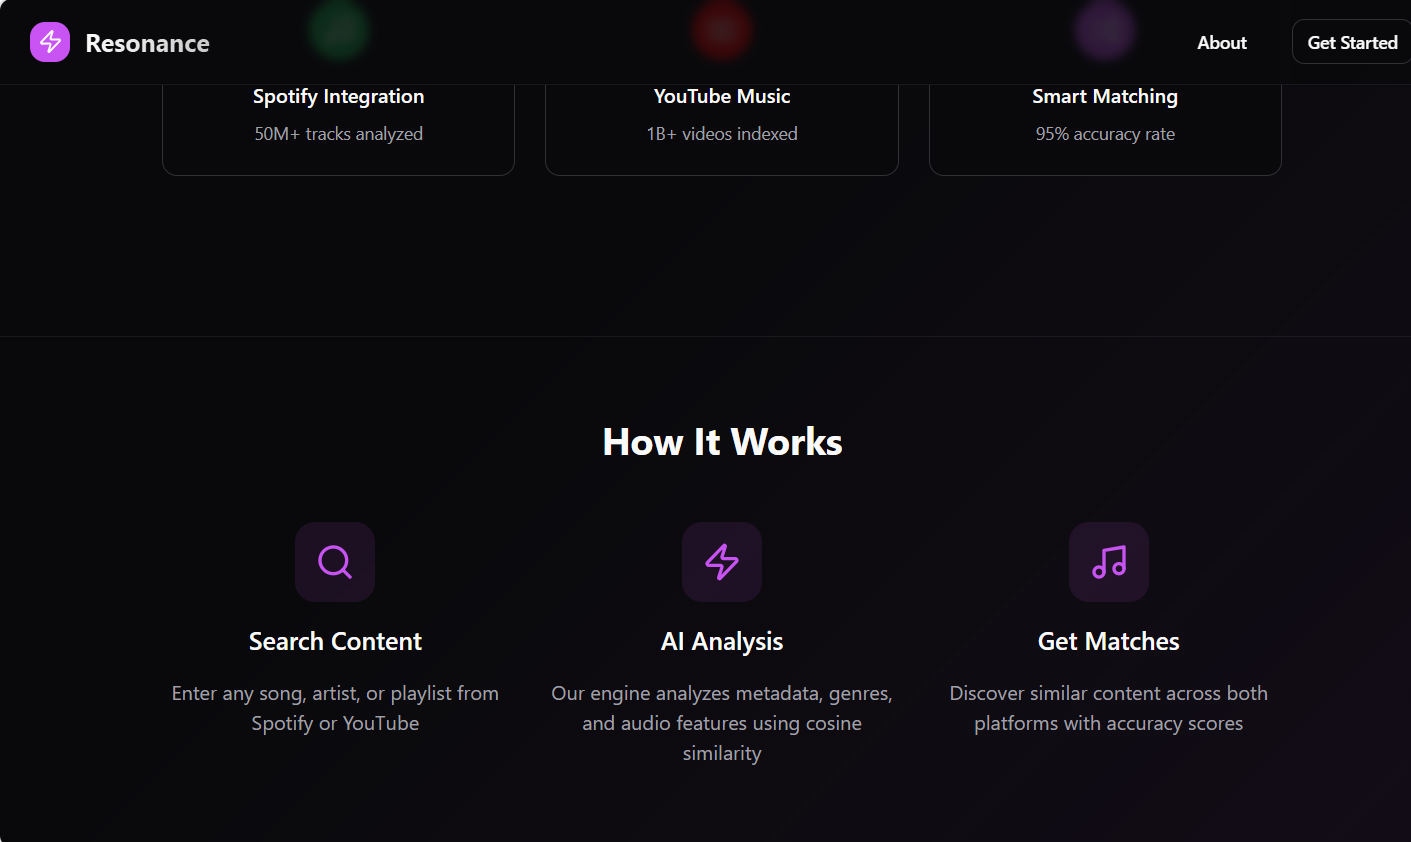 Resonance
About
Get Started
Spotify Integration
50M+ tracks analyzed
YouTube Music
1B+ videos indexed
Smart Matching
95% accuracy rate
How It Works
Search Content
Enter any song, artist, or playlist from
Spotify or YouTube
AI Analysis
Our engine analyzes metadata, genres,
and audio features using cosine
similarity
Get Matches
Discover similar content across both
platforms with accuracy scores